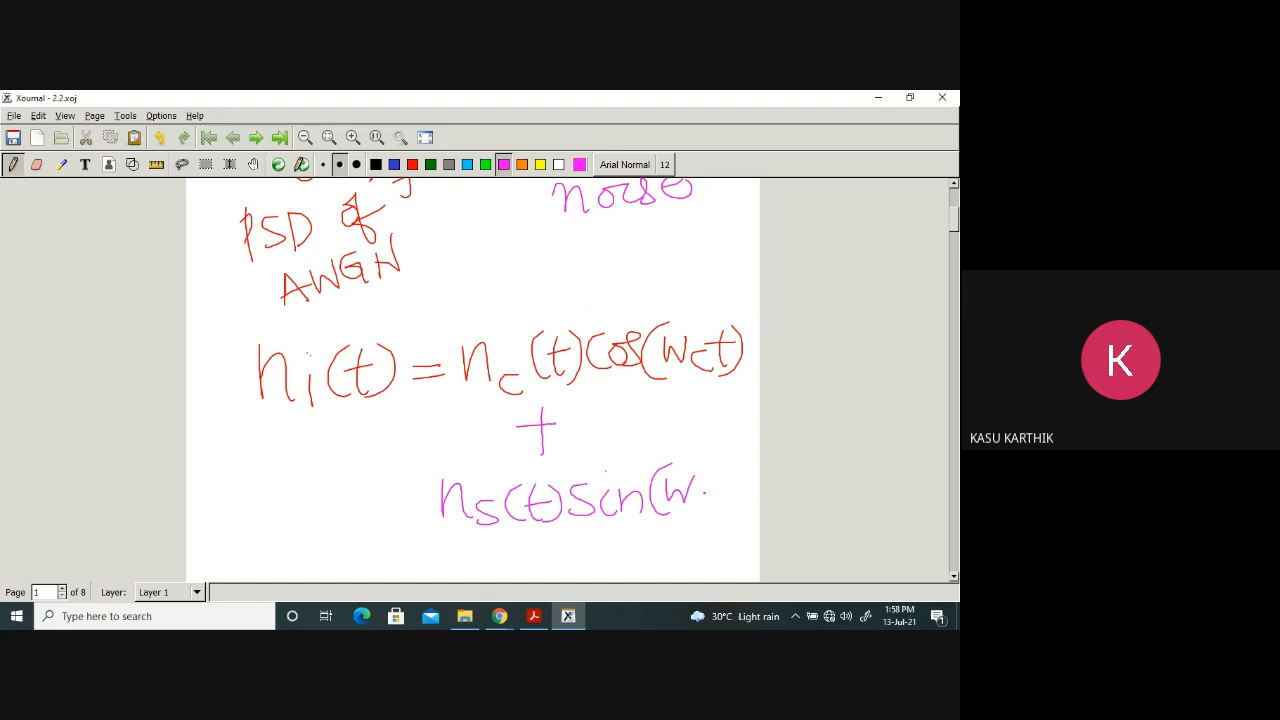 Xournal - 2.2.xoj
File Edit View Page Tools Options Help
Arial Normal 12
noise
PSD of
AWGN
ni(t) = nc(t)cos(wct)
+
ns(t)sin(w
KASU KARTHIK
Page 1 of 8 Layer: Layer 1
Type here to search
30°C Light rain
1:58 PM
13-Jul-21
K